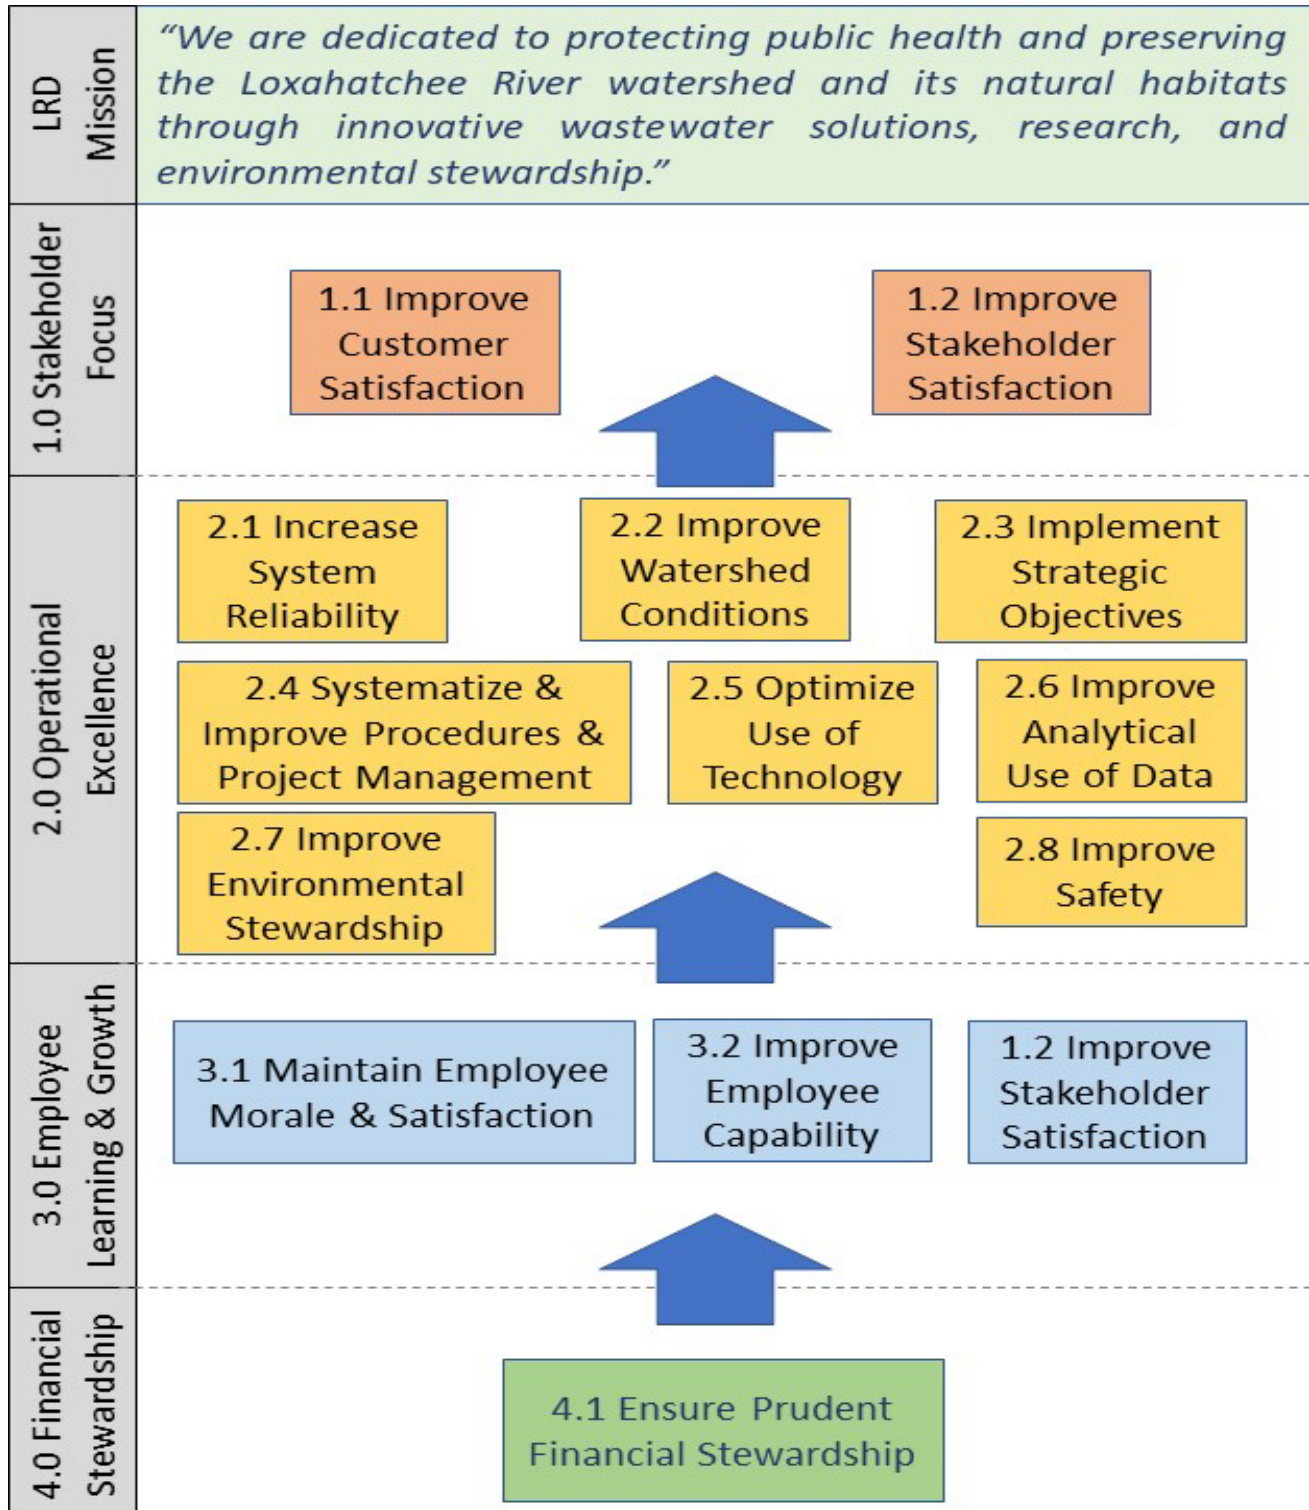 LRD
Mission
“We are dedicated to protecting public health and preserving
the Loxahatchee River watershed and its natural habitats
through innovative wastewater solutions, research, and
environmental stewardship.”
1.0 Stakeholder
Focus
1.1 Improve
Customer
Satisfaction
1.2 Improve
Stakeholder
Satisfaction
2.0 Operational
Excellence
2.1 Increase
System
Reliability
2.2 Improve
Watershed
Conditions
2.3 Implement
Strategic
Objectives
2.4 Systematize &
Improve Procedures &
Project Management
2.5 Optimize
Use of
Technology
2.6 Improve
Analytical
Use of Data
2.7 Improve
Environmental
Stewardship
2.8 Improve
Safety
3.0 Employee
Learning & Growth
3.1 Maintain Employee
Morale & Satisfaction
3.2 Improve
Employee
Capability
1.2 Improve
Stakeholder
Satisfaction
4.0 Financial
Stewardship
4.1 Ensure Prudent
Financial Stewardship